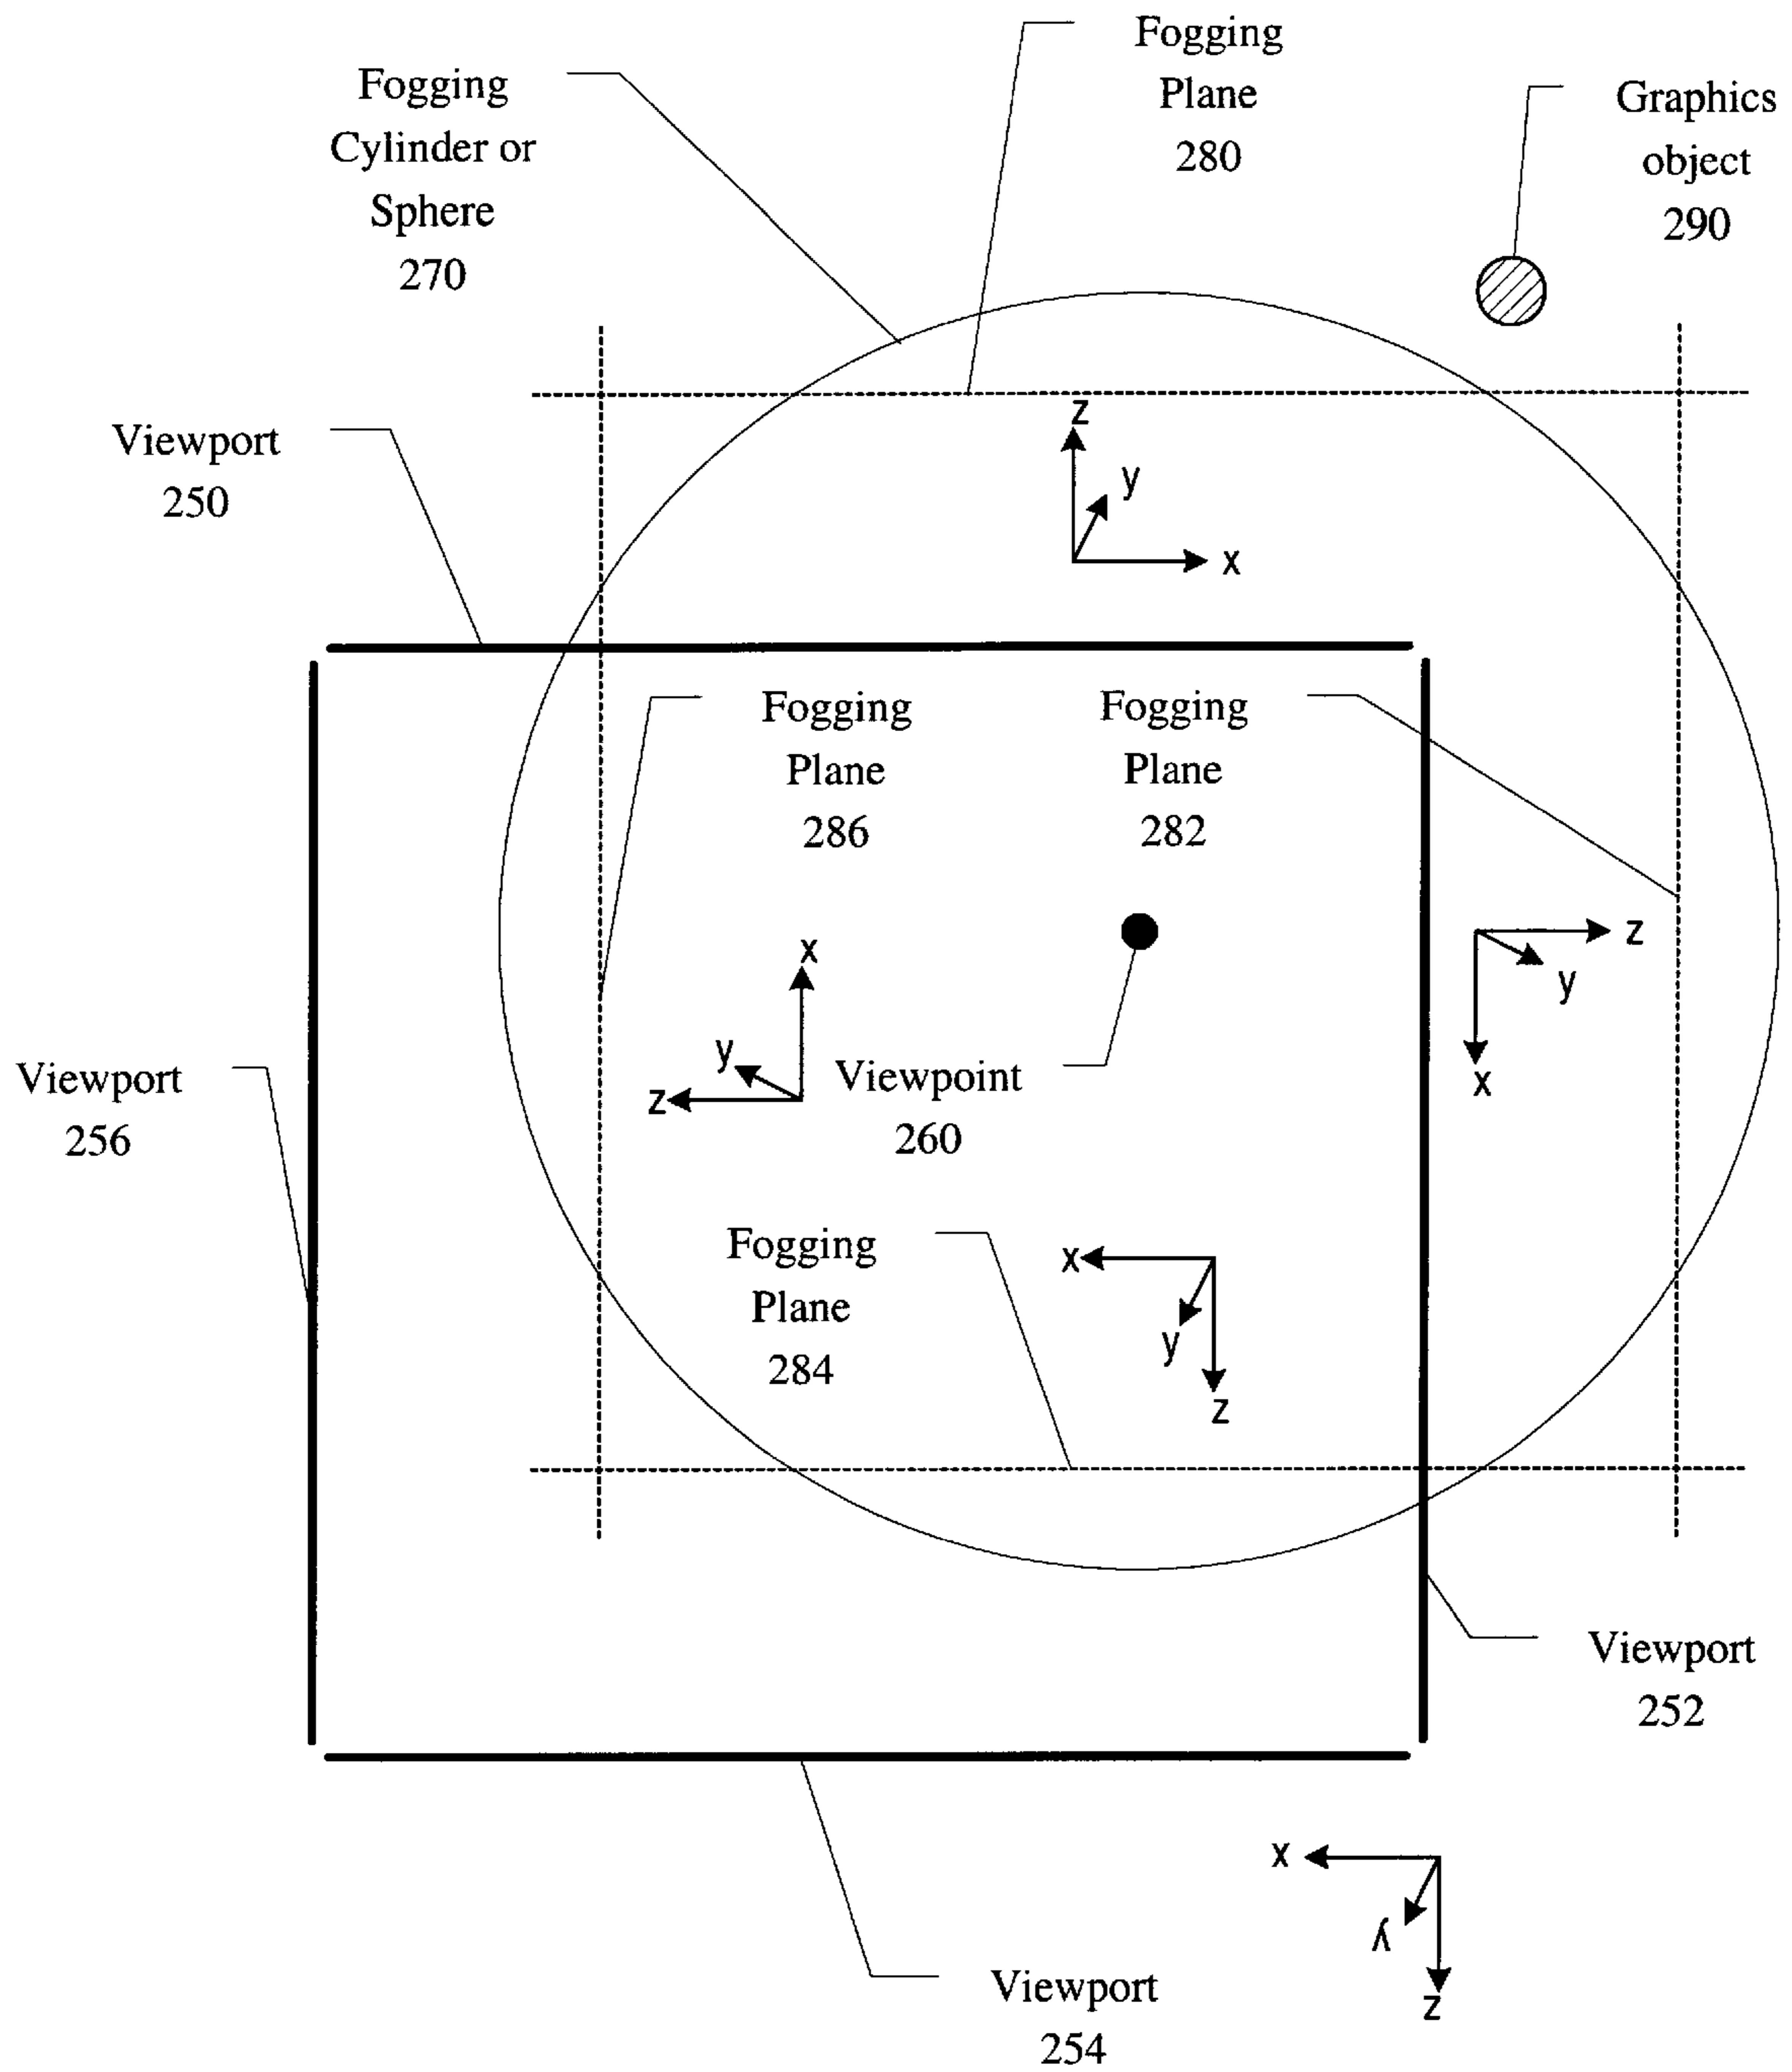 Fogging
Plane
280
Fogging
Cylinder or
Sphere
270
Graphics
object
290
Viewport
250
z
y
x
Fogging
Plane
286
Fogging
Plane
282
z
y
x
x
y
z
Viewpoint
260
Viewport
256
Fogging
Plane
284
x
y
z
Viewport
252
x
y
z
Viewport
254